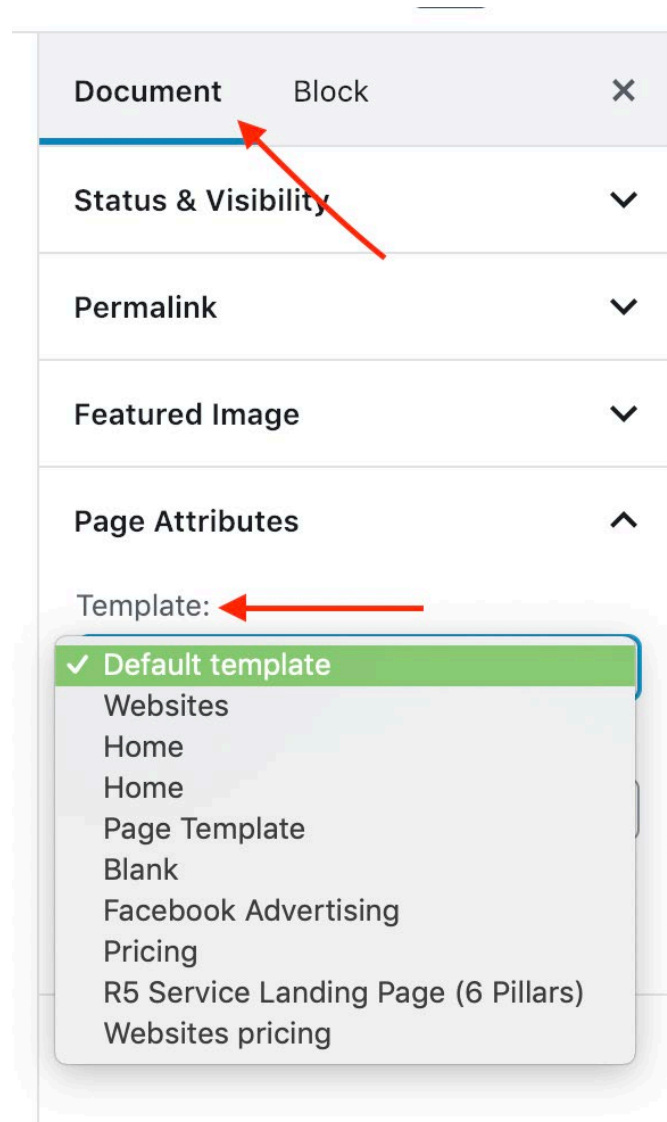 Document Block
Status & Visibility
Permalink
Featured Image
Page Attributes
Template:
Default template
Websites
Home
Home
Page Template
Blank
Facebook Advertising
Pricing
R5 Service Landing Page (6 Pillars)
Websites pricing